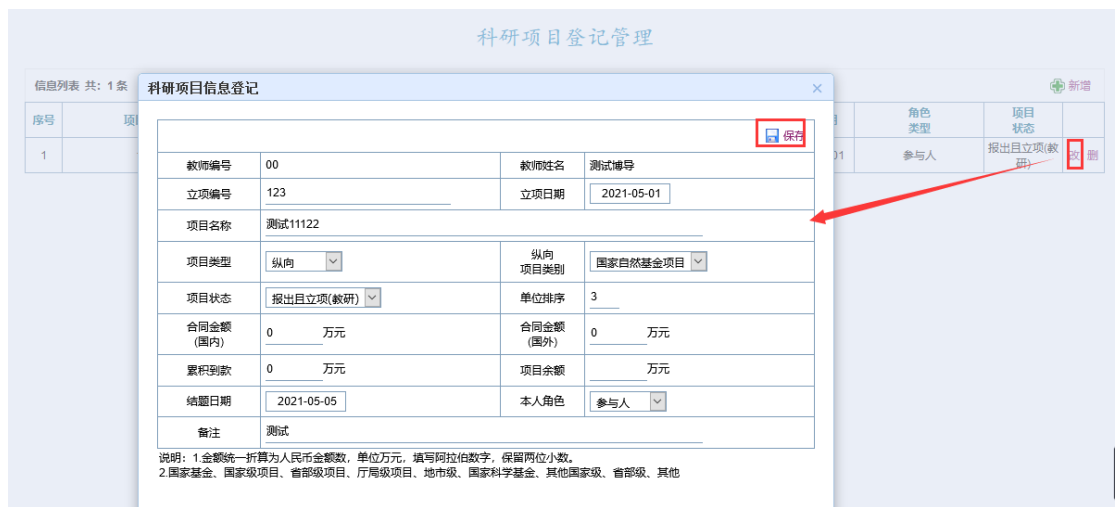 科研项目登记管理
信息列表 共：1条
新增
序号
角色
类型
项目
状态
1
01
参与人
报出且立项(教
研)
改 删
科研项目信息登记
×
保存
教师编号 00 教师姓名 测试博导
立项编号 123 立项日期 2021-05-01
项目名称 测试11122
项目类型 纵向 纵向
项目类别 国家自然基金项目
项目状态 报出且立项(教研) 单位排序 3
合同金额
(国内) 0 万元 合同金额
(国外) 0 万元
累积到款 0 万元 项目余额 万元
结题日期 2021-05-05 本人角色 参与人
备注 测试
说明：1.金额统一折算为人民币金额数，单位万元，填写阿拉伯数字，保留两位小数。
2.国家基金、国家级项目、省部级项目、厅局级项目、地市级、国家科学基金、其他国家级、省部级、其他